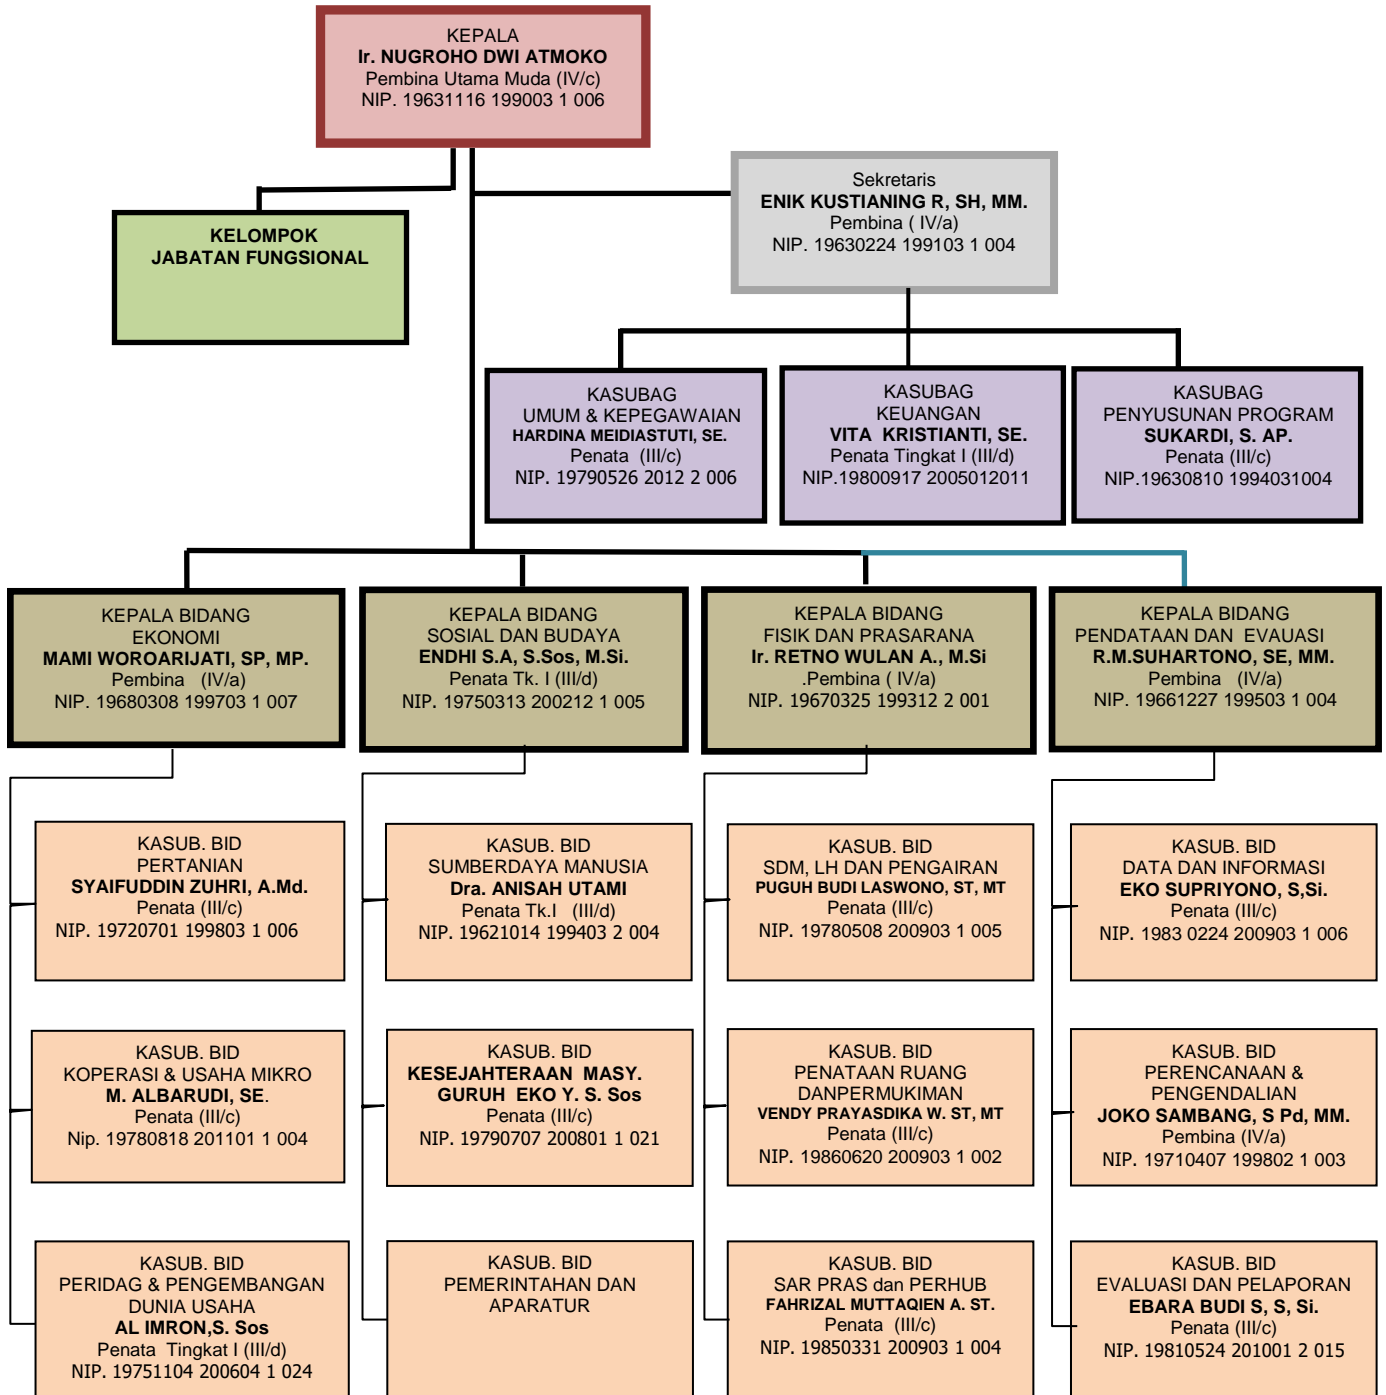 KEPALA
Ir. NUGROHO DWI ATMOKO
Pembina Utama Muda (IV/c)
NIP. 19631116 199003 1 006
Sekretaris
ENIK KUSTIANING R, SH, MM.
Pembina ( IV/a)
NIP. 19630224 199103 1 004
KELOMPOK
JABATAN FUNGSIONAL
KASUBAG
UMUM & KEPEGAWAIAN
HARDINA MEIDIASTUTI, SE.
Penata (III/c)
NIP. 19790526 2012 2 006
KASUBAG
KEUANGAN
VITA KRISTIANTI, SE.
Penata Tingkat I (III/d)
NIP.19800917 2005012011
KASUBAG
PENYUSUNAN PROGRAM
SUKARDI, S. AP.
Penata (III/c)
NIP.19630810 1994031004
KEPALA BIDANG
EKONOMI
MAMI WOROARIJATI, SP, MP.
Pembina (IV/a)
NIP. 19680308 199703 1 007
KEPALA BIDANG
SOSIAL DAN BUDAYA
ENDHI S.A, S.Sos, M.Si.
Penata Tk. I (III/d)
NIP. 19750313 200212 1 005
KEPALA BIDANG
FISIK DAN PRASARANA
Ir. RETNO WULAN A., M.Si
.Pembina ( IV/a)
NIP. 19670325 199312 2 001
KEPALA BIDANG
PENDATAAN DAN EVAUASI
R.M.SUHARTONO, SE, MM.
Pembina (IV/a)
NIP. 19661227 199503 1 004
KASUB. BID
PERTANIAN
SYAIFUDDIN ZUHRI, A.Md.
Penata (III/c)
NIP. 19720701 199803 1 006
KASUB. BID
SUMBERDAYA MANUSIA
Dra. ANISAH UTAMI
Penata Tk.I (III/d)
NIP. 19621014 199403 2 004
KASUB. BID
SDM, LH DAN PENGAIRAN
PUGUH BUDI LASWONO, ST, MT
Penata (III/c)
NIP. 19780508 200903 1 005
KASUB. BID
DATA DAN INFORMASI
EKO SUPRIYONO, S,Si.
Penata (III/c)
NIP. 1983 0224 200903 1 006
KASUB. BID
KOPERASI & USAHA MIKRO
M. ALBARUDI, SE.
Penata (III/c)
Nip. 19780818 201101 1 004
KASUB. BID
KESEJAHTERAAN MASY.
GURUH EKO Y. S. Sos
Penata (III/c)
NIP. 19790707 200801 1 021
KASUB. BID
PENATAAN RUANG
DANPERMUKIMAN
VENDY PRAYASDIKA W. ST, MT
Penata (III/c)
NIP. 19860620 200903 1 002
KASUB. BID
PERENCANAAN &
PENGENDALIAN
JOKO SAMBANG, S Pd, MM.
Pembina (IV/a)
NIP. 19710407 199802 1 003
KASUB. BID
PERIDAG & PENGEMBANGAN
DUNIA USAHA
AL IMRON,S. Sos
Penata Tingkat I (III/d)
NIP. 19751104 200604 1 024
KASUB. BID
PEMERINTAHAN DAN
APARATUR
KASUB. BID
SAR PRAS dan PERHUB
FAHRIZAL MUTTAQIEN A. ST.
Penata (III/c)
NIP. 19850331 200903 1 004
KASUB. BID
EVALUASI DAN PELAPORAN
EBARA BUDI S, S, Si.
Penata (III/c)
NIP. 19810524 201001 2 015